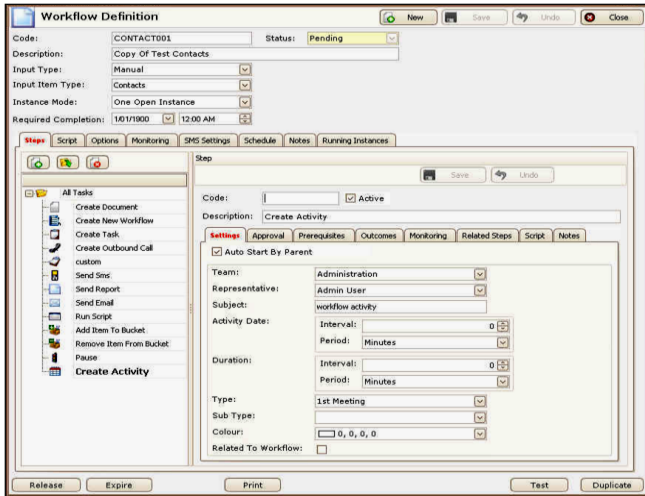 Workflow Definition New Save Undo Close
Code: CONTACT001 Status: Pending
Description: Copy Of Test Contacts
Input Type: Manual
Input Item Type: Contacts
Instance Mode: One Open Instance
Required Completion: 1/01/1900 12:00 AM
Steps Script Options Monitoring SMS Settings Schedule Notes Running Instances
Step
Save Undo
All Tasks
Create Document
Create New Workflow
Create Task
Create Outbound Call
custom
Send Sms
Send Report
Send Email
Run Script
Add Item To Bucket
Remove Item From Bucket
Pause
Create Activity
Code: Active
Description: Create Activity
Settings Approval Prerequisites Outcomes Monitoring Related Steps Script Notes
Auto Start By Parent
Team: Administration
Representative: Admin User
Subject: workflow activity
Activity Date: Interval: 0
Period: Minutes
Duration: Interval: 0
Period: Minutes
Type: 1st Meeting
Sub Type:
Colour: 0, 0, 0, 0
Related To Workflow:
Release Expire Print Test Duplicate